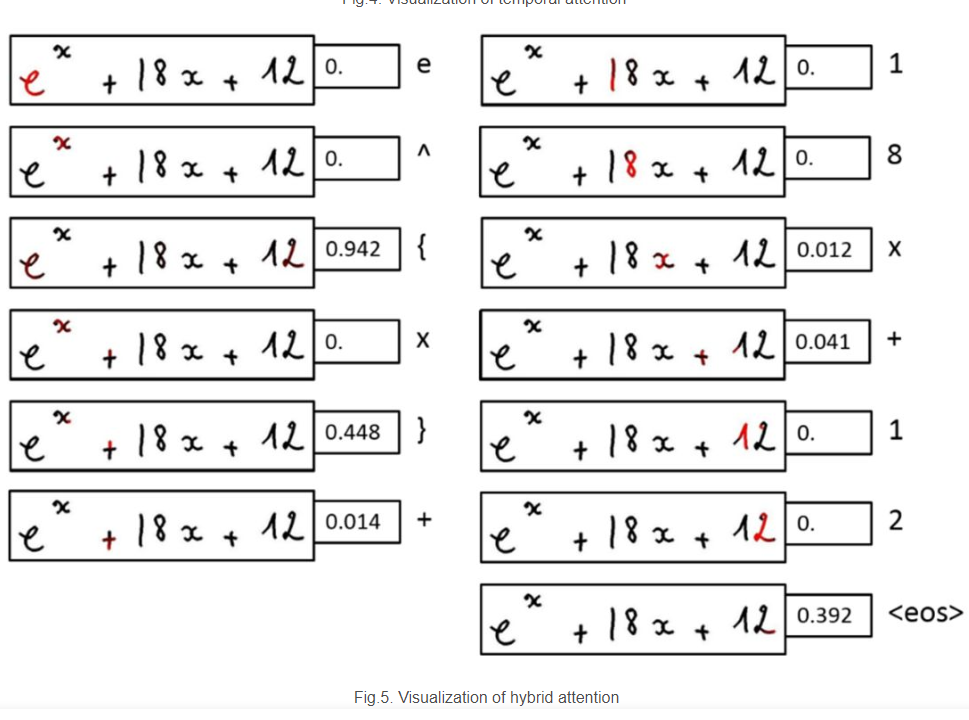 Fig.4. Visualization of temporal attention
e^x + 18x + 12 0. e
e^x + 18x + 12 0. ^
e^x + 18x + 12 0.942 {
e^x + 18x + 12 0. x
e^x + 18x + 12 0.448 }
e^x + 18x + 12 0.014 +
e^x + 18x + 12 0. 1
e^x + 18x + 12 0. 8
e^x + 18x + 12 0.012 x
e^x + 18x + 12 0.041 +
e^x + 18x + 12 0. 1
e^x + 18x + 12 0. 2
e^x + 18x + 12 0.392 <eos>
Fig.5. Visualization of hybrid attention